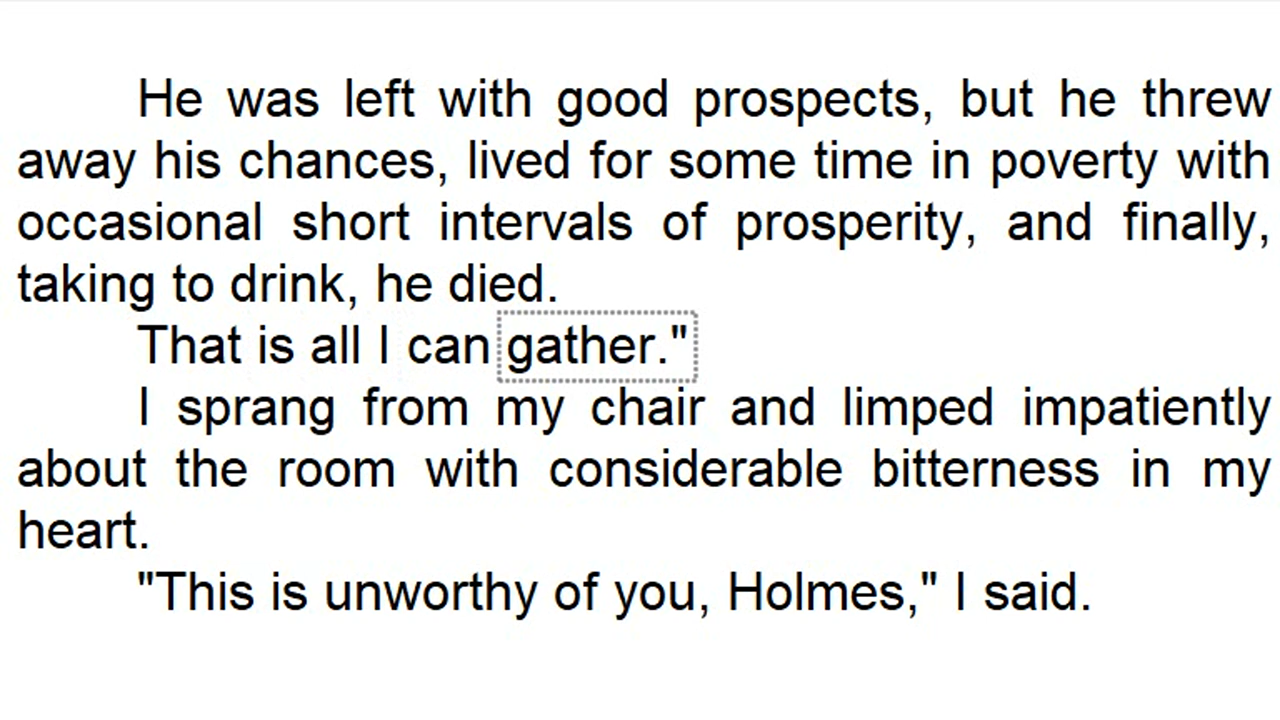 He was left with good prospects, but he threw
away his chances, lived for some time in poverty with
occasional short intervals of prosperity, and finally,
taking to drink, he died.
That is all I can gather."
I sprang from my chair and limped impatiently
about the room with considerable bitterness in my
heart.
"This is unworthy of you, Holmes," I said.